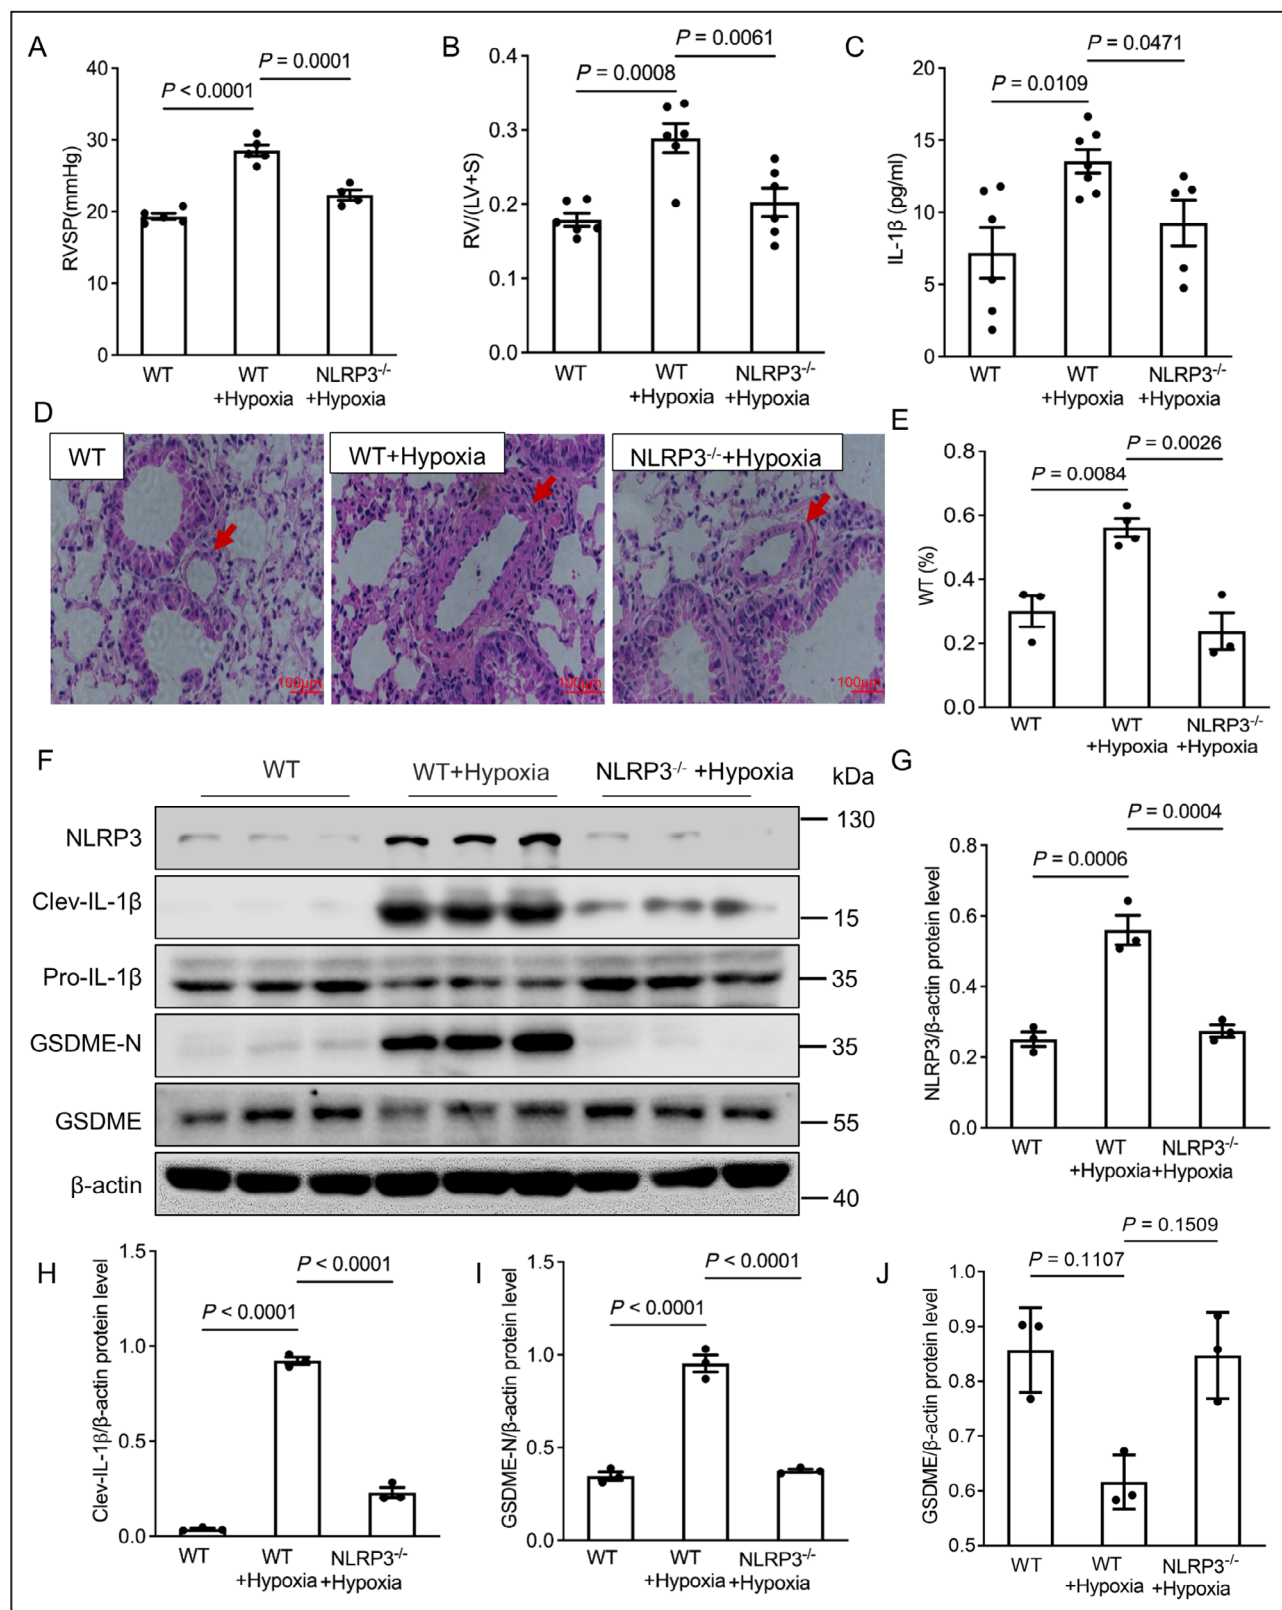 A
P = 0.0001
P < 0.0001
40
30
20
10
0
RVSP(mmHg)
WT
WT
+Hypoxia
NLRP3-/-
+Hypoxia
B
P = 0.0061
P = 0.0008
0.4
0.3
0.2
0.1
0.0
RV/(LV+S)
WT
WT
+Hypoxia
NLRP3-/-
+Hypoxia
C
P = 0.0471
P = 0.0109
20
15
10
5
0
IL-1β (pg/ml)
WT
WT
+Hypoxia
NLRP3-/-
+Hypoxia
D
WT
100μm
WT+Hypoxia
100μm
NLRP3-/-+Hypoxia
100μm
E
P = 0.0026
P = 0.0084
0.8
0.6
0.4
0.2
0.0
WT (%)
WT
WT
+Hypoxia
NLRP3-/-
+Hypoxia
F
WT
WT+Hypoxia
NLRP3-/- +Hypoxia
kDa
NLRP3
130
Clev-IL-1β
15
Pro-IL-1β
35
GSDME-N
35
GSDME
55
β-actin
40
G
P = 0.0004
P = 0.0006
0.8
0.6
0.4
0.2
0.0
NLRP3/β-actin protein level
WT
WT
+Hypoxia
NLRP3-/-
+Hypoxia
H
P < 0.0001
P < 0.0001
1.5
1.0
0.5
0.0
Clev-IL-1β/β-actin protein level
WT
WT
+Hypoxia
NLRP3-/-
+Hypoxia
I
P < 0.0001
P < 0.0001
1.5
1.0
0.5
0.0
GSDME-N/β-actin protein level
WT
WT
+Hypoxia
NLRP3-/-
+Hypoxia
J
P = 0.1509
P = 0.1107
1.0
0.9
0.8
0.6
0.6
0.5
GSDME/β-actin protein level
WT
WT
+Hypoxia
NLRP3-/-
+Hypoxia